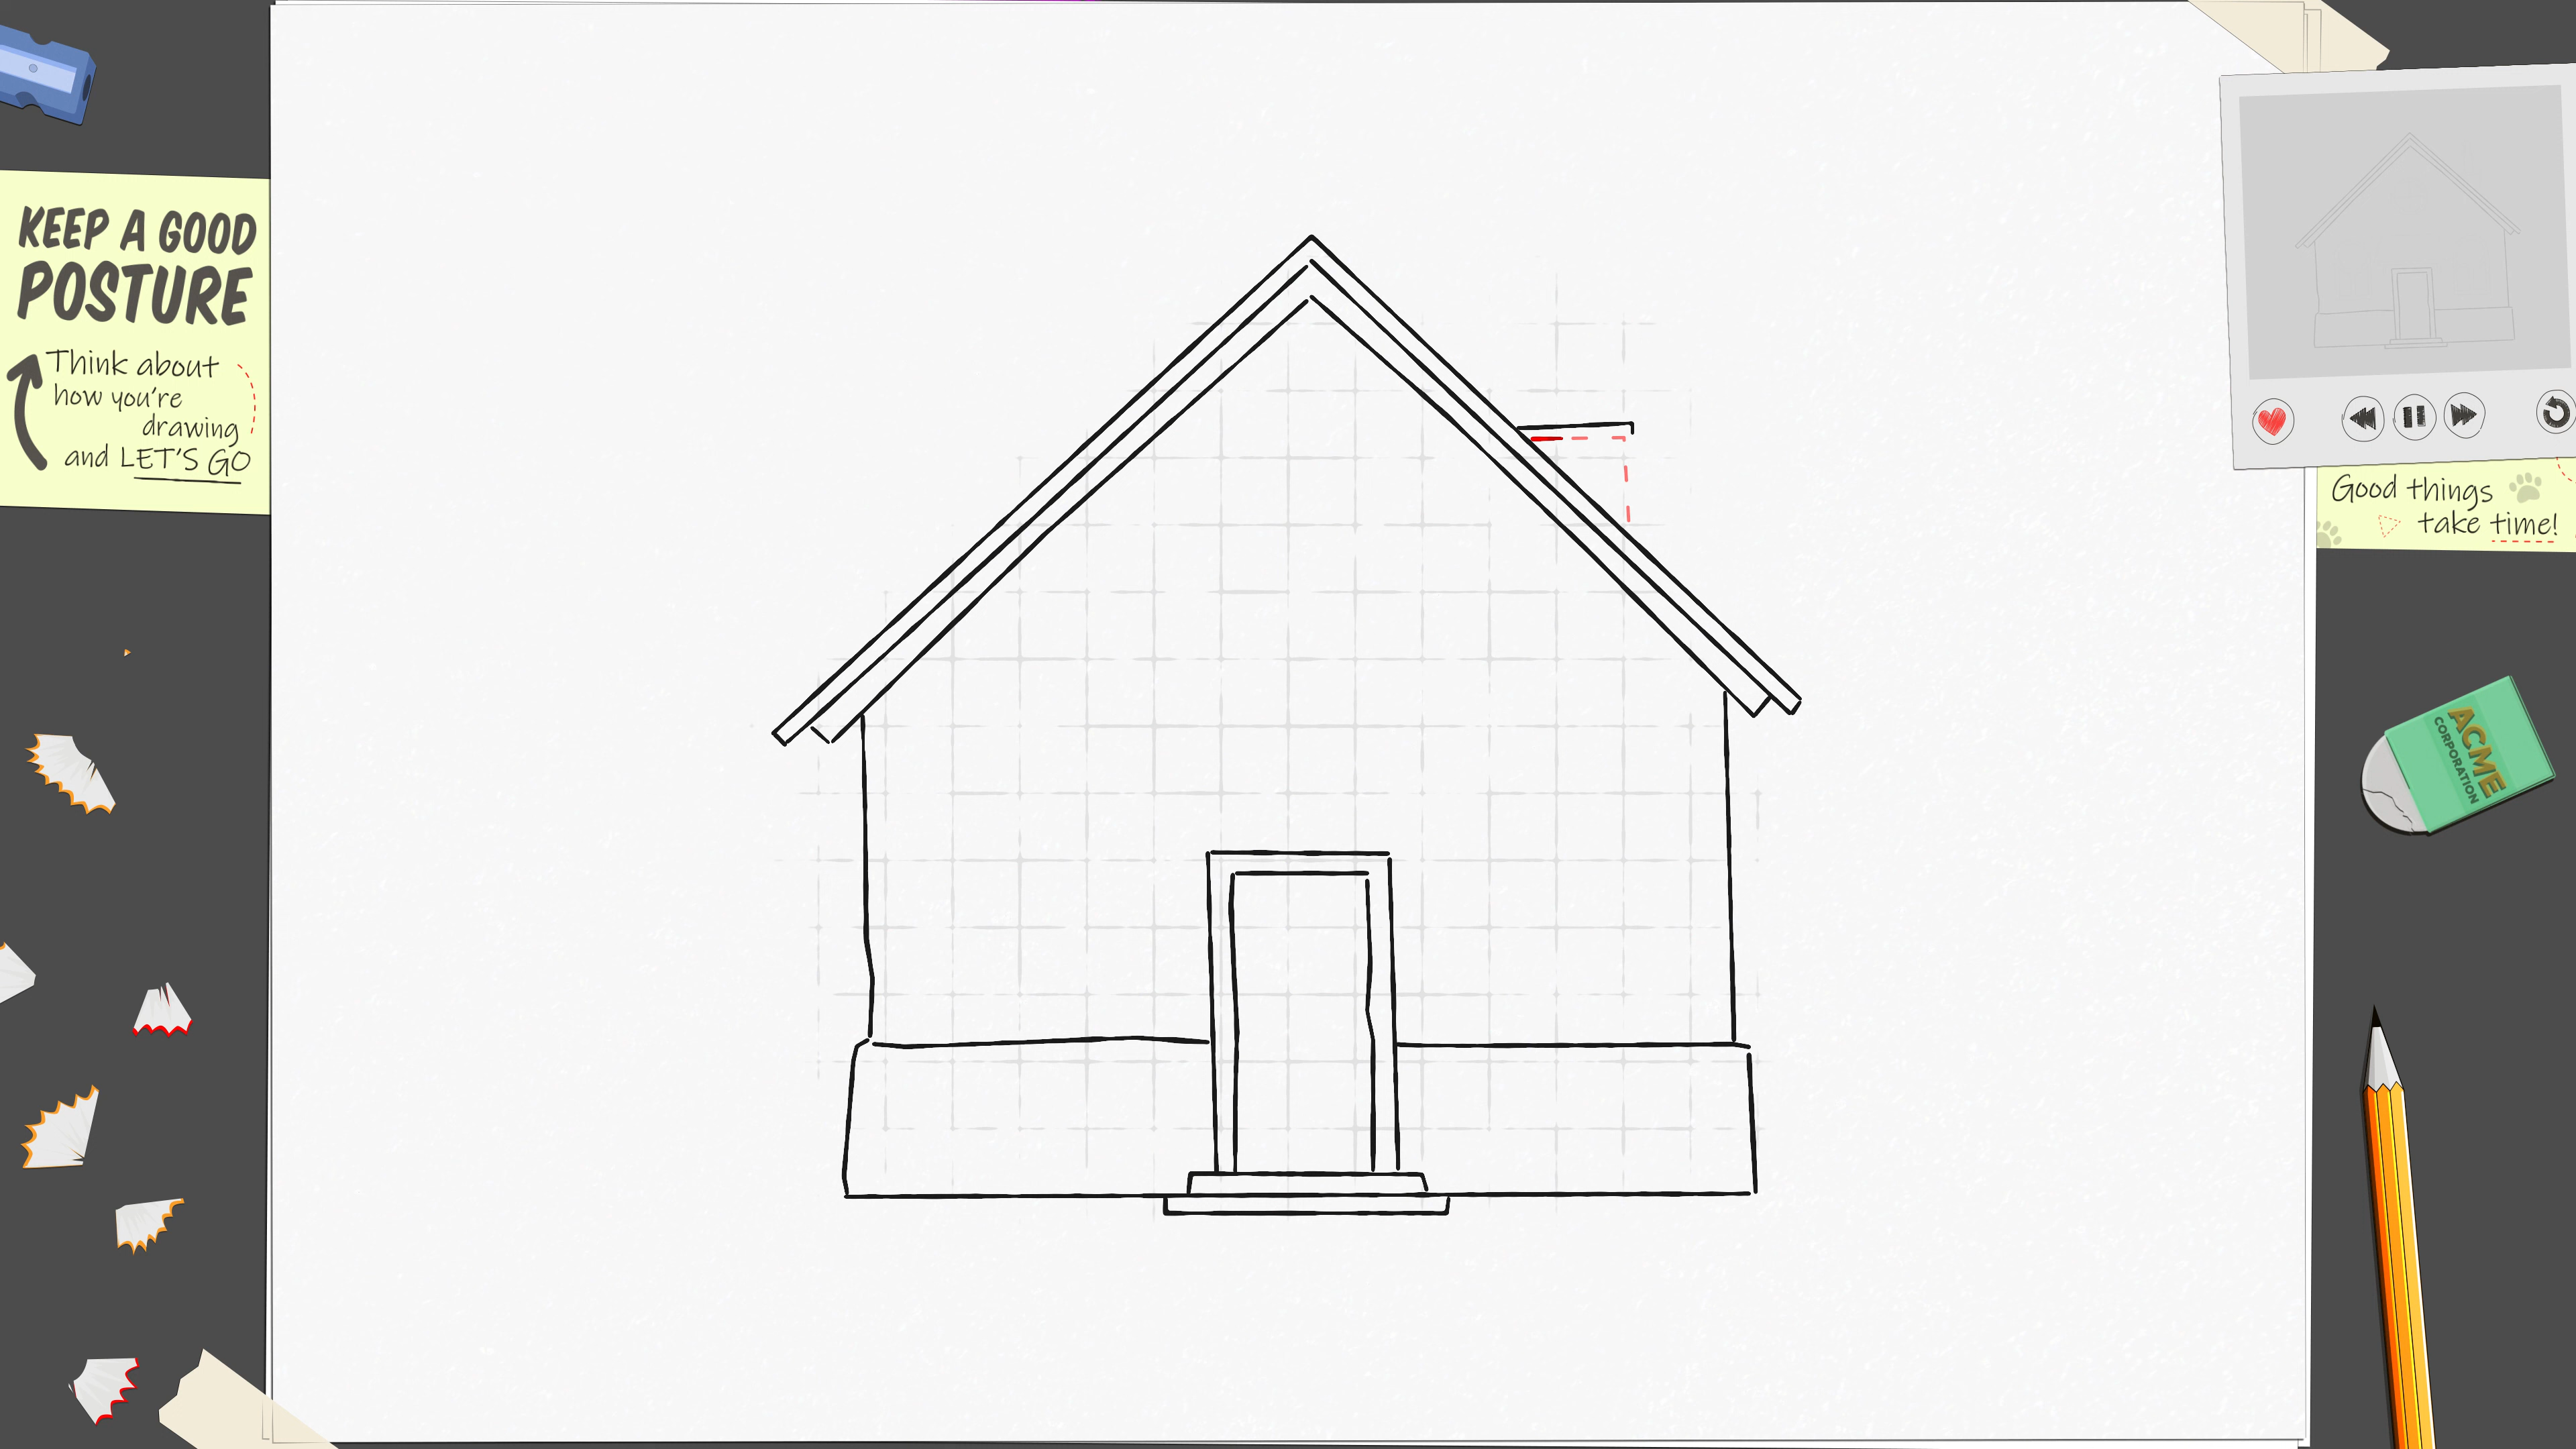 KEEP A GOOD
POSTURE
Think about
how you're
drawing
and LET'S GO
Good things
take time!
ACME
CORPORATION